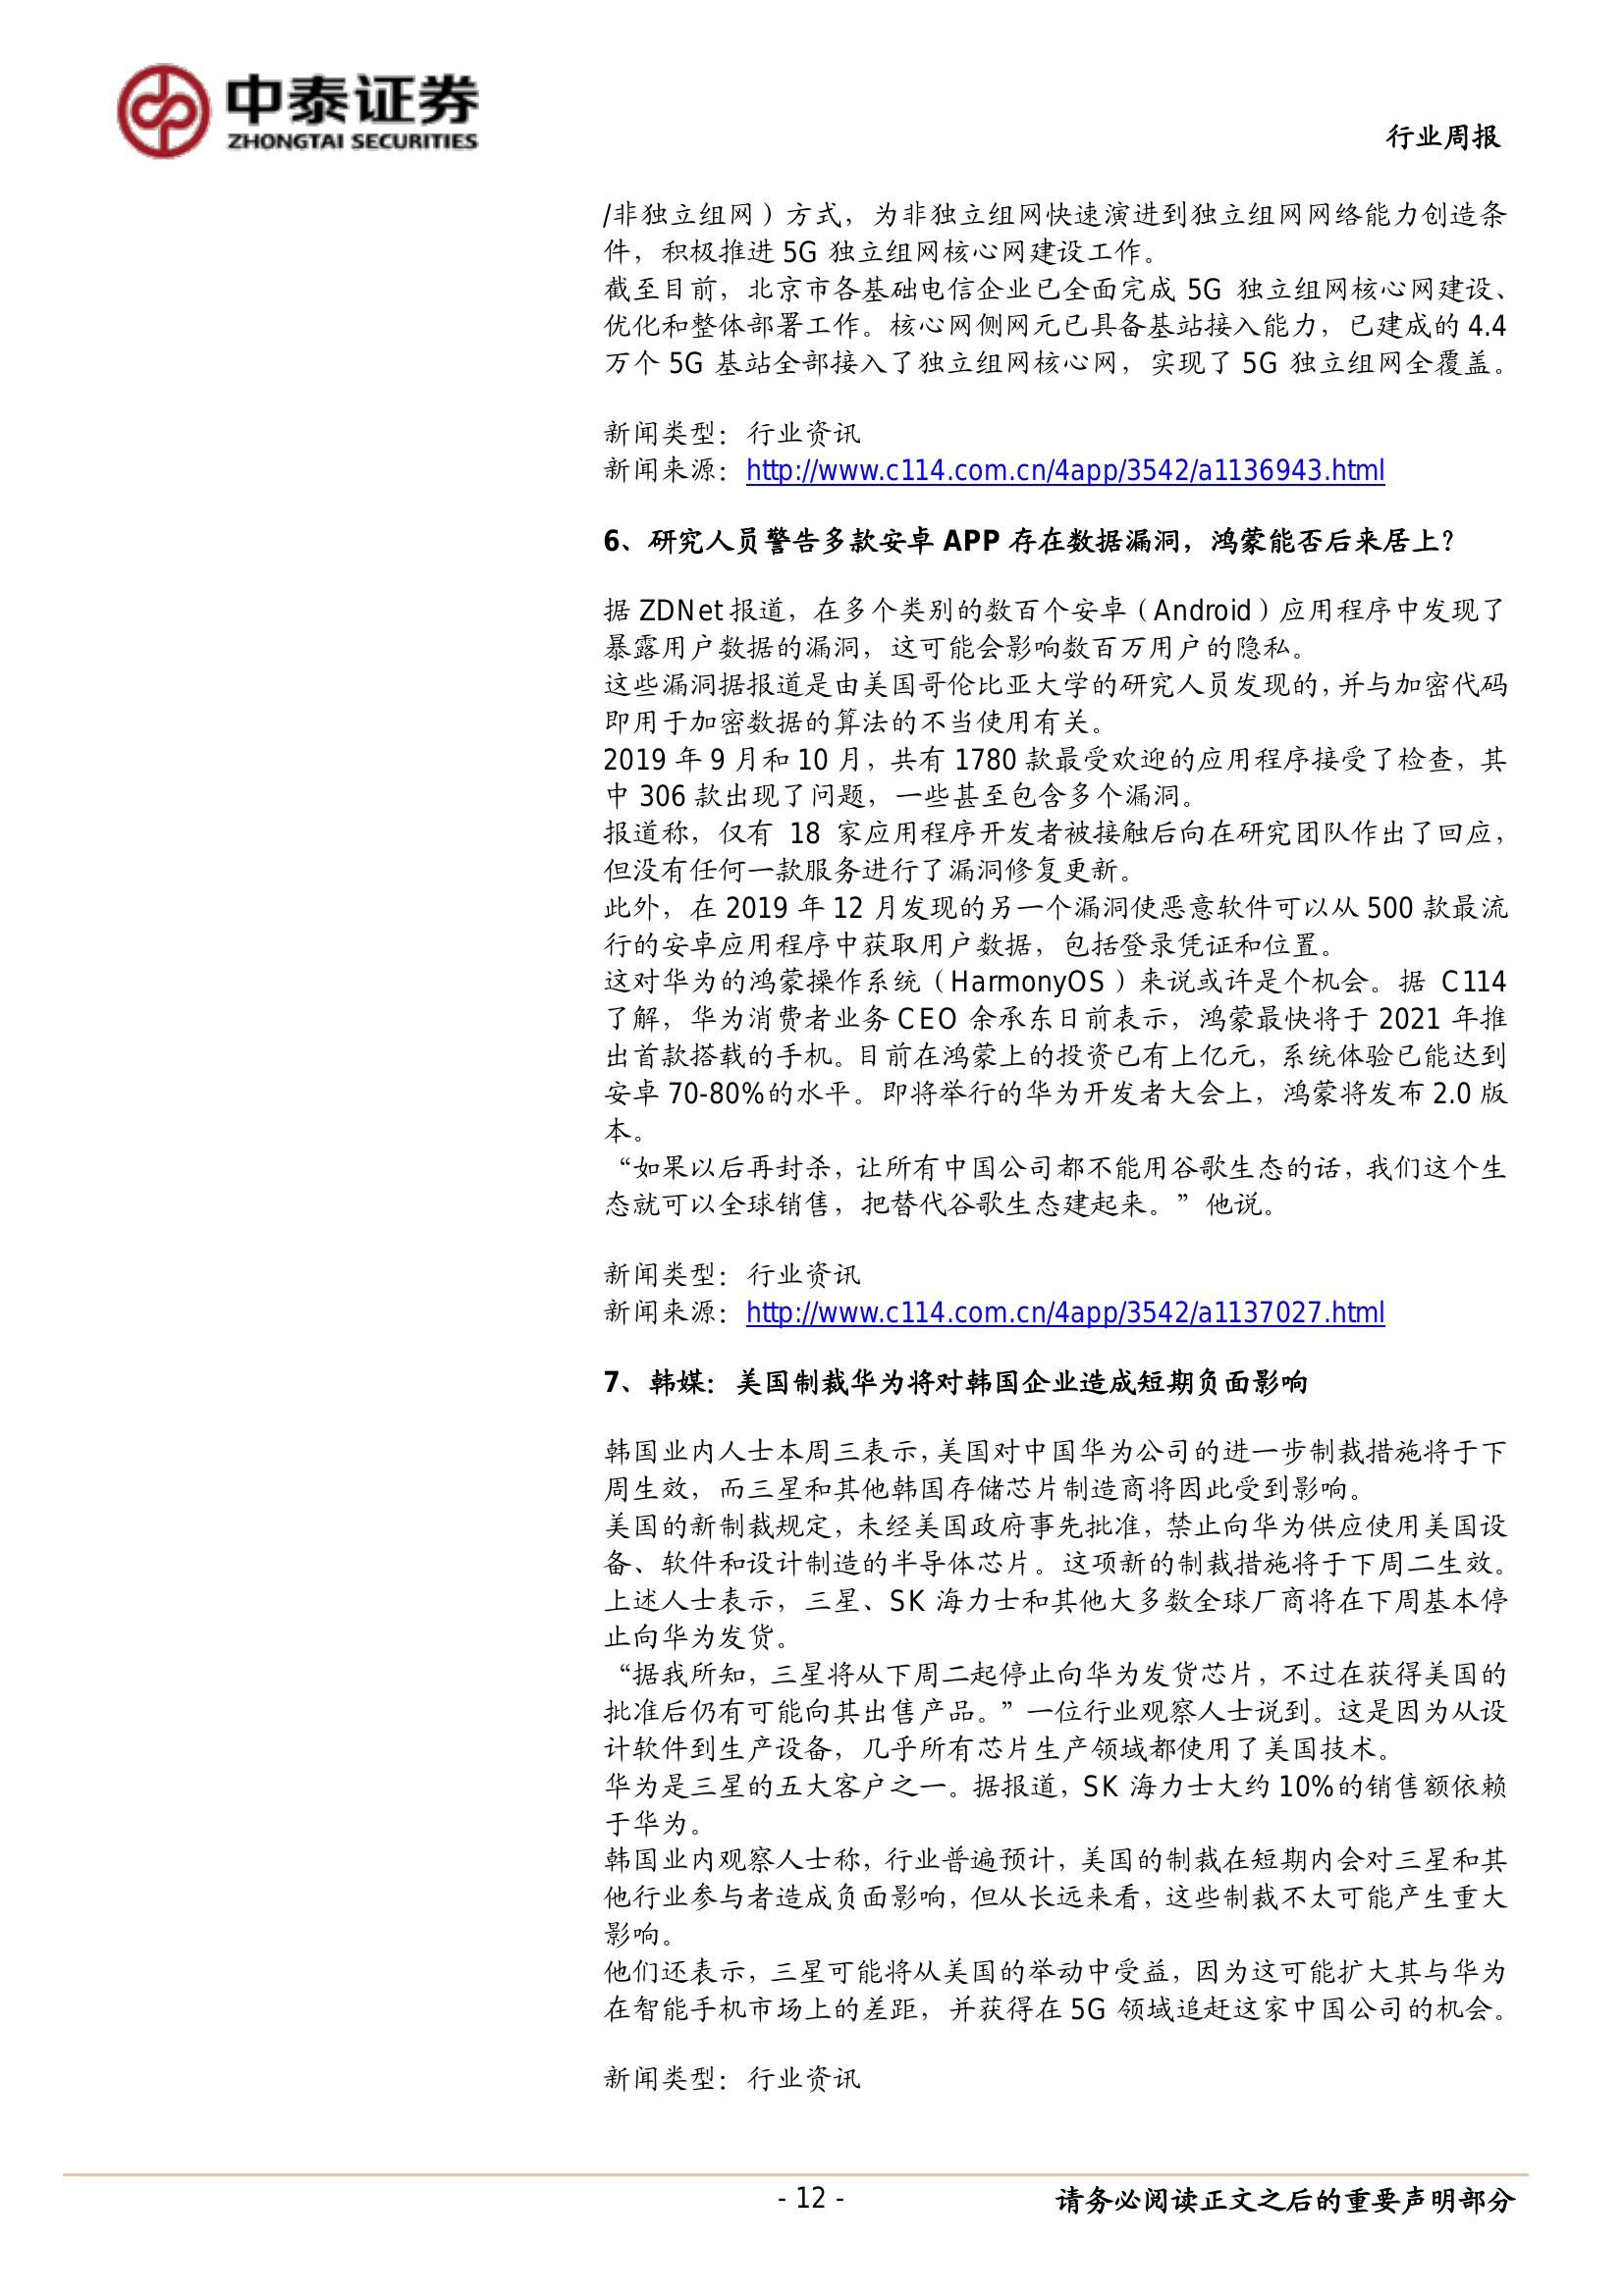 中泰证券
ZHONGTAI SECURITIES
行业周报
/非独立组网）方式，为非独立组网快速演进到独立组网网络能力创造条
件，积极推进 5G 独立组网核心网建设工作。
截至目前，北京市各基础电信企业已全面完成 5G 独立组网核心网建设、
优化和整体部署工作。核心网侧网元已具备基站接入能力，已建成的 4.4
万个 5G 基站全部接入了独立组网核心网，实现了 5G 独立组网全覆盖。
新闻类型：行业资讯
新闻来源：http://www.c114.com.cn/4app/3542/a1136943.html
6、研究人员警告多款安卓 APP 存在数据漏洞，鸿蒙能否后来居上？
据 ZDNet 报道，在多个类别的数百个安卓（Android）应用程序中发现了
暴露用户数据的漏洞，这可能会影响数百万用户的隐私。
这些漏洞据报道是由美国哥伦比亚大学的研究人员发现的，并与加密代码
即用于加密数据的算法的不当使用有关。
2019 年 9 月和 10 月，共有 1780 款最受欢迎的应用程序接受了检查，其
中 306 款出现了问题，一些甚至包含多个漏洞。
报道称，仅有 18 家应用程序开发者被接触后向在研究团队作出了回应，
但没有任何一款服务进行了漏洞修复更新。
此外，在 2019 年 12 月发现的另一个漏洞使恶意软件可以从 500 款最流
行的安卓应用程序中获取用户数据，包括登录凭证和位置。
这对华为的鸿蒙操作系统（HarmonyOS）来说或许是个机会。据 C114
了解，华为消费者业务 CEO 余承东日前表示，鸿蒙最快将于 2021 年推
出首款搭载的手机。目前在鸿蒙上的投资已有上亿元，系统体验已能达到
安卓 70-80%的水平。即将举行的华为开发者大会上，鸿蒙将发布 2.0 版
本。
“如果以后再封杀，让所有中国公司都不能用谷歌生态的话，我们这个生
态就可以全球销售，把替代谷歌生态建起来。”他说。
新闻类型：行业资讯
新闻来源：http://www.c114.com.cn/4app/3542/a1137027.html
7、韩媒：美国制裁华为将对韩国企业造成短期负面影响
韩国业内人士本周三表示，美国对中国华为公司的进一步制裁措施将于下
周生效，而三星和其他韩国存储芯片制造商将因此受到影响。
美国的新制裁规定，未经美国政府事先批准，禁止向华为供应使用美国设
备、软件和设计制造的半导体芯片。这项新的制裁措施将于下周二生效。
上述人士表示，三星、SK 海力士和其他大多数全球厂商将在下周基本停
止向华为发货。
“据我所知，三星将从下周二起停止向华为发货芯片，不过在获得美国的
批准后仍有可能向其出售产品。”一位行业观察人士说到。这是因为从设
计软件到生产设备，几乎所有芯片生产领域都使用了美国技术。
华为是三星的五大客户之一。据报道，SK 海力士大约 10%的销售额依赖
于华为。
韩国业内观察人士称，行业普遍预计，美国的制裁在短期内会对三星和其
他行业参与者造成负面影响，但从长远来看，这些制裁不太可能产生重大
影响。
他们还表示，三星可能将从美国的举动中受益，因为这可能扩大其与华为
在智能手机市场上的差距，并获得在 5G 领域追赶这家中国公司的机会。
新闻类型：行业资讯
- 12 -
请务必阅读正文之后的重要声明部分